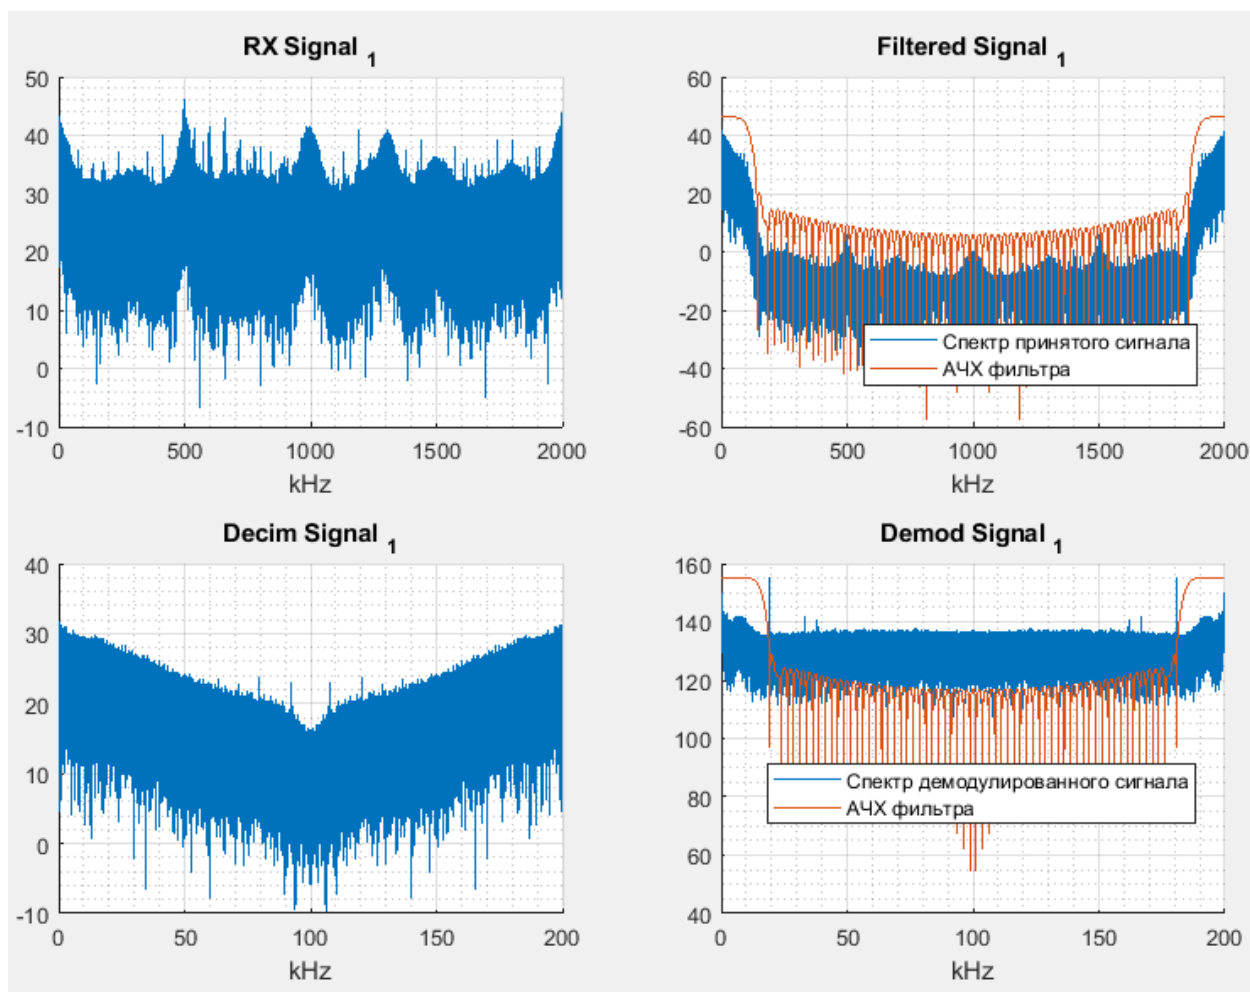 RX Signal 1
50
40
30
20
10
0
-10
0 500 1000 1500 2000
kHz
Filtered Signal 1
60
40
20
0
-20
-40
-60
Спектр принятого сигнала
АЧХ фильтра
0 500 1000 1500 2000
kHz
Decim Signal 1
40
30
20
10
0
-10
0 50 100 150 200
kHz
Demod Signal 1
160
140
120
100
80
60
40
Спектр демодулированного сигнала
АЧХ фильтра
0 50 100 150 200
kHz